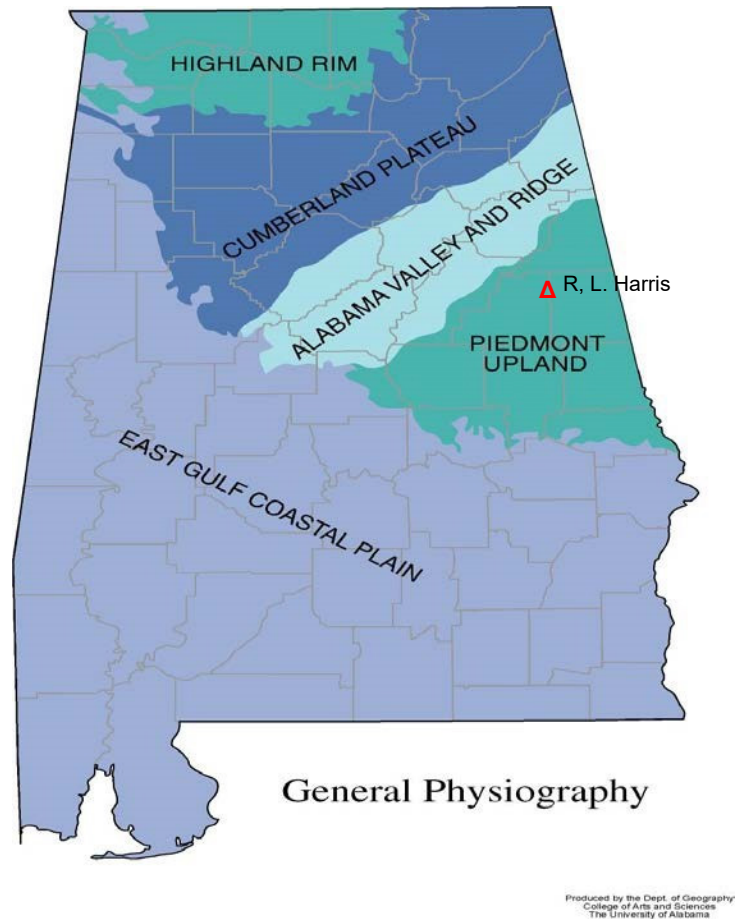 HIGHLAND RIM
CUMBERLAND PLATEAU
ALABAMA VALLEY AND RIDGE
Δ R, L. Harris
PIEDMONT
UPLAND
EAST GULF COASTAL PLAIN
General Physiography
Produced by the Dept. of Geography
College of Arts and Sciences
The University of Alabama